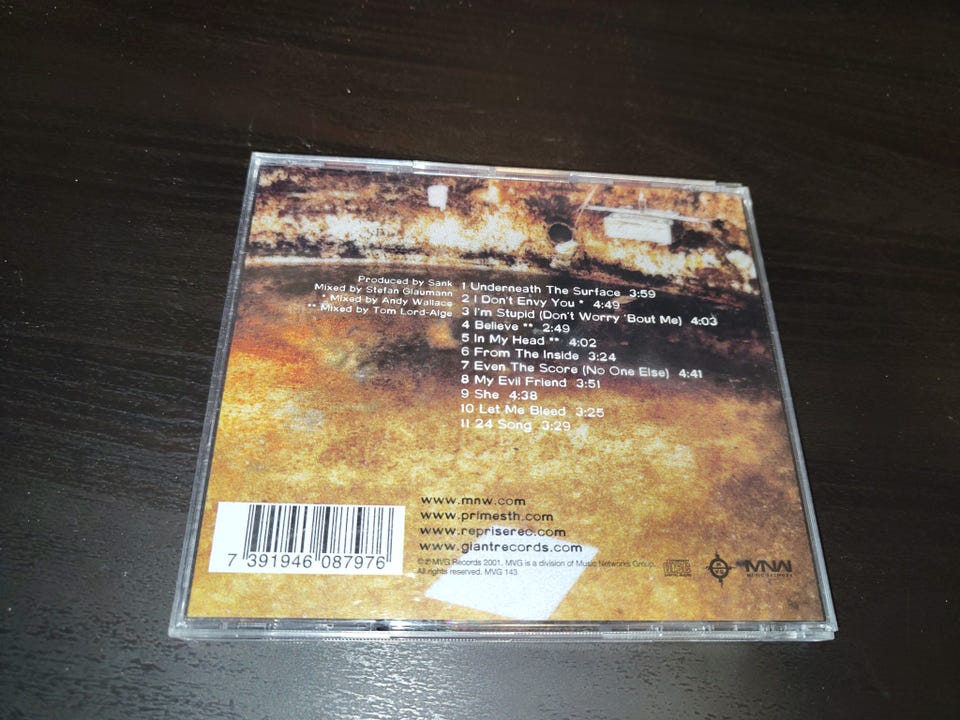 Produced by Sank
Mixed by Stefan Glaumann
* Mixed by Andy Wallace
** Mixed by Tom Lord-Alge
1 Underneath The Surface 3:59
2 I Don't Envy You * 4:49
3 I'm Stupid (Don't Worry 'Bout Me) 4:03
4 Believe ** 2:49
5 In My Head ** 4:02
6 From The Inside 3:24
7 Even The Score (No One Else) 4:41
8 My Evil Friend 3:51
9 She 4:38
10 Let Me Bleed 3:25
11 24 Song 3:29
www.mnw.com
www.primesth.com
www.repriserec.com
www.giantrecords.com
MVG Records 2001. MVG is a division of Music Networks Group.
All rights reserved. MVG 143
7 391946 087976
MNW